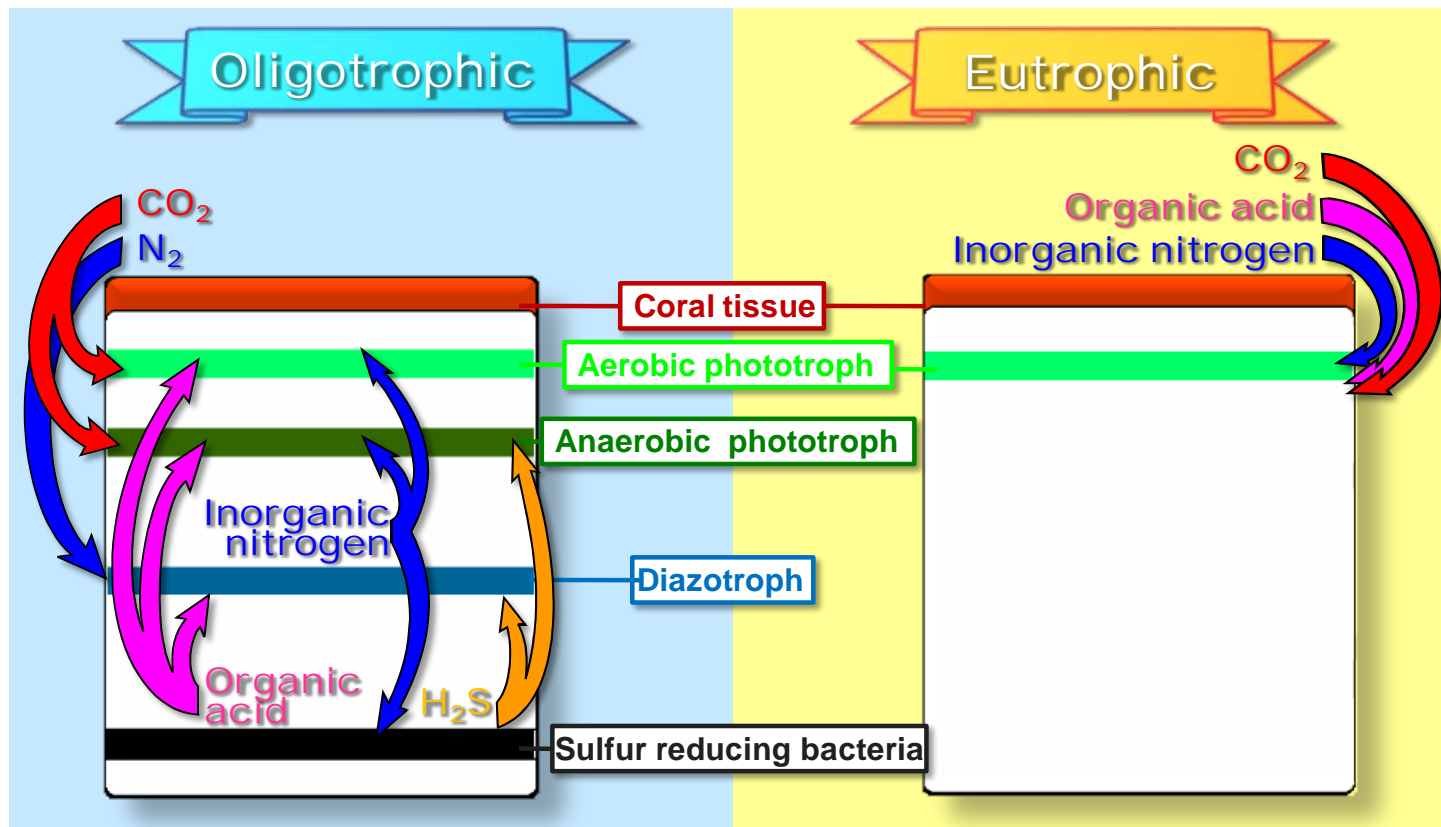 Oligotrophic
Eutrophic
CO₂
N₂
CO₂
Organic acid
Inorganic nitrogen
Coral tissue
Aerobic phototroph
Anaerobic phototroph
Inorganic
nitrogen
Diazotroph
Organic
acid
H₂S
Sulfur reducing bacteria